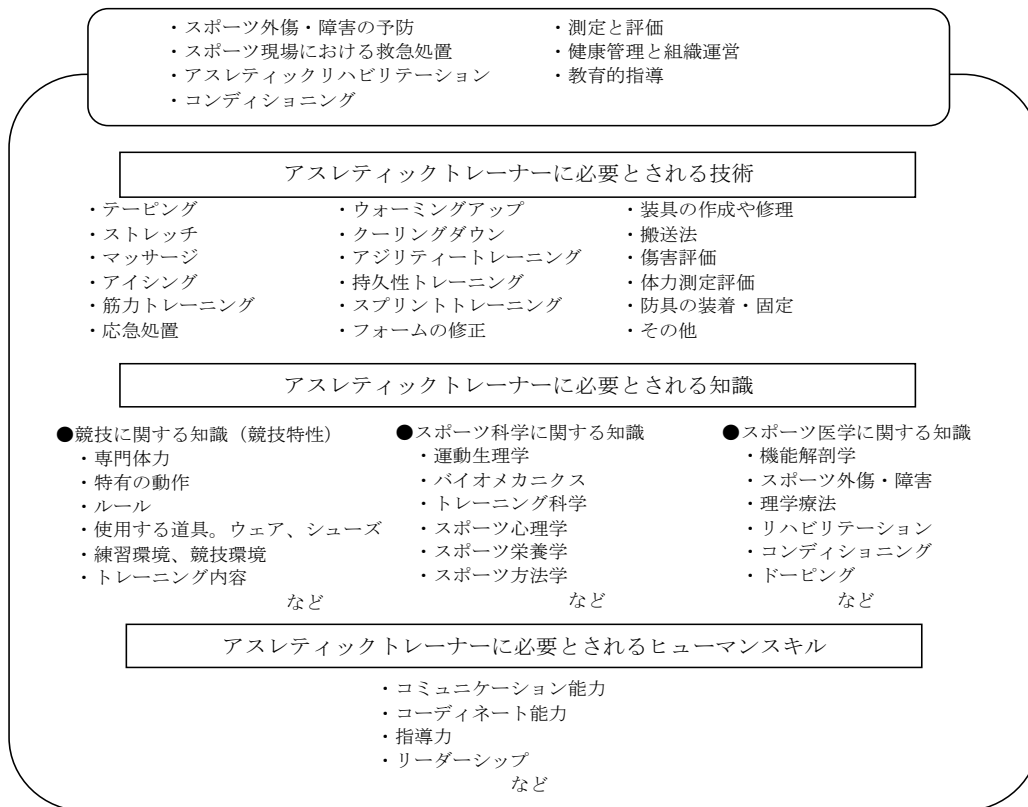 ・スポーツ外傷・障害の予防
・スポーツ現場における救急処置
・アスレティックリハビリテーション
・コンディショニング
・測定と評価
・健康管理と組織運営
・教育的指導
アスレティックトレーナーに必要とされる技術
・テーピング
・ストレッチ
・マッサージ
・アイシング
・筋力トレーニング
・応急処置
・ウォーミングアップ
・クーリングダウン
・アジリティートレーニング
・持久性トレーニング
・スプリントトレーニング
・フォームの修正
・装具の作成や修理
・搬送法
・傷害評価
・体力測定評価
・防具の装着・固定
・その他
アスレティックトレーナーに必要とされる知識
●競技に関する知識（競技特性）
・専門体力
・特有の動作
・ルール
・使用する道具。ウェア、シューズ
・練習環境、競技環境
・トレーニング内容
など
●スポーツ科学に関する知識
・運動生理学
・バイオメカニクス
・トレーニング科学
・スポーツ心理学
・スポーツ栄養学
・スポーツ方法学
など
●スポーツ医学に関する知識
・機能解剖学
・スポーツ外傷・障害
・理学療法
・リハビリテーション
・コンディショニング
・ドーピング
など
アスレティックトレーナーに必要とされるヒューマンスキル
・コミュニケーション能力
・コーディネート能力
・指導力
・リーダーシップ
など